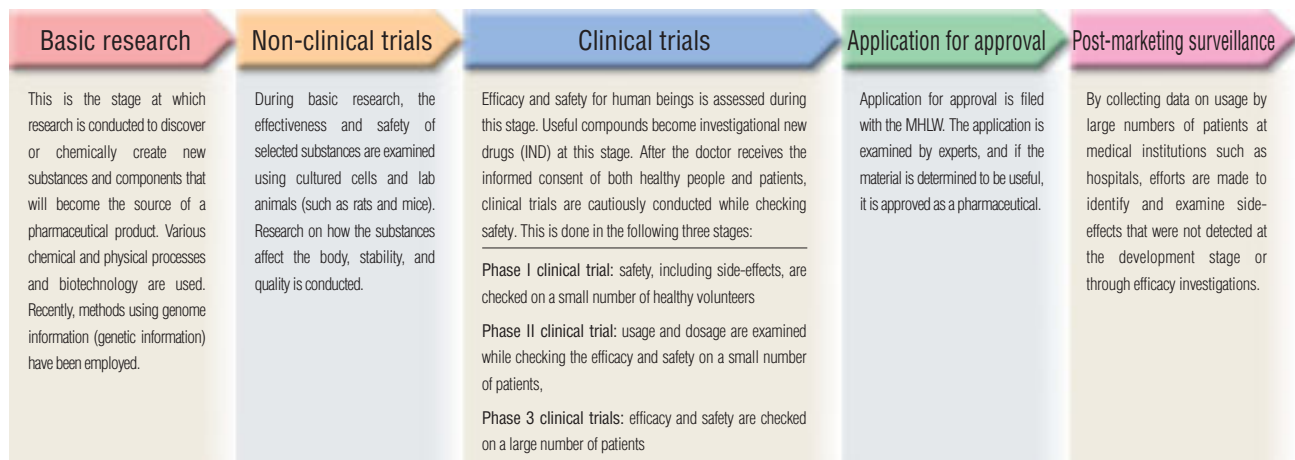 Basic research
This is the stage at which
research is conducted to discover
or chemically create new
substances and components that
will become the source of a
pharmaceutical product. Various
chemical and physical processes
and biotechnology are used.
Recently, methods using genome
information (genetic information)
have been employed.
Non-clinical trials
During basic research, the
effectiveness and safety of
selected substances are examined
using cultured cells and lab
animals (such as rats and mice).
Research on how the substances
affect the body, stability, and
quality is conducted.
Clinical trials
Efficacy and safety for human beings is assessed during
this stage. Useful compounds become investigational new
drugs (IND) at this stage. After the doctor receives the
informed consent of both healthy people and patients,
clinical trials are cautiously conducted while checking
safety. This is done in the following three stages:
Phase I clinical trial: safety, including side-effects, are
checked on a small number of healthy volunteers
Phase II clinical trial: usage and dosage are examined
while checking the efficacy and safety on a small number
of patients,
Phase 3 clinical trials: efficacy and safety are checked
on a large number of patients
Application for approval
Application for approval is filed
with the MHLW. The application is
examined by experts, and if the
material is determined to be useful,
it is approved as a pharmaceutical.
Post-marketing surveillance
By collecting data on usage by
large numbers of patients at
medical institutions such as
hospitals, efforts are made to
identify and examine side-
effects that were not detected at
the development stage or
through efficacy investigations.